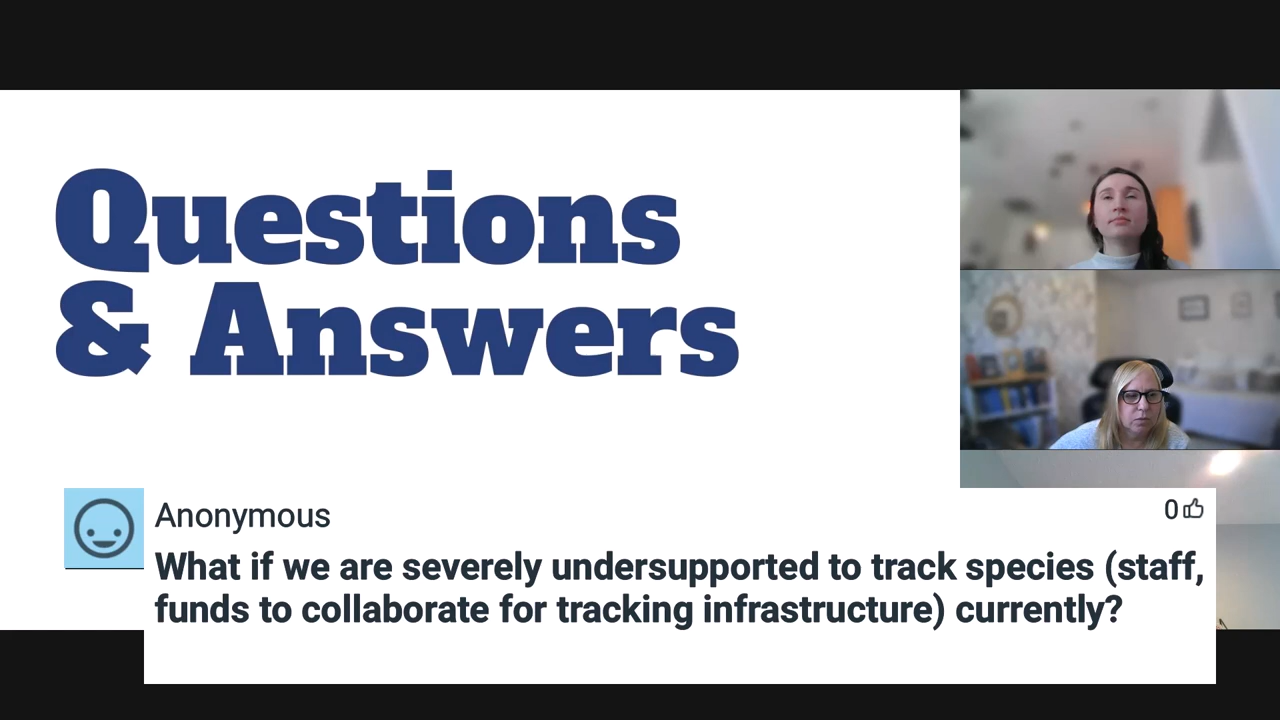 Questions
& Answers
Anonymous
0
What if we are severely undersupported to track species (staff,
funds to collaborate for tracking infrastructure) currently?